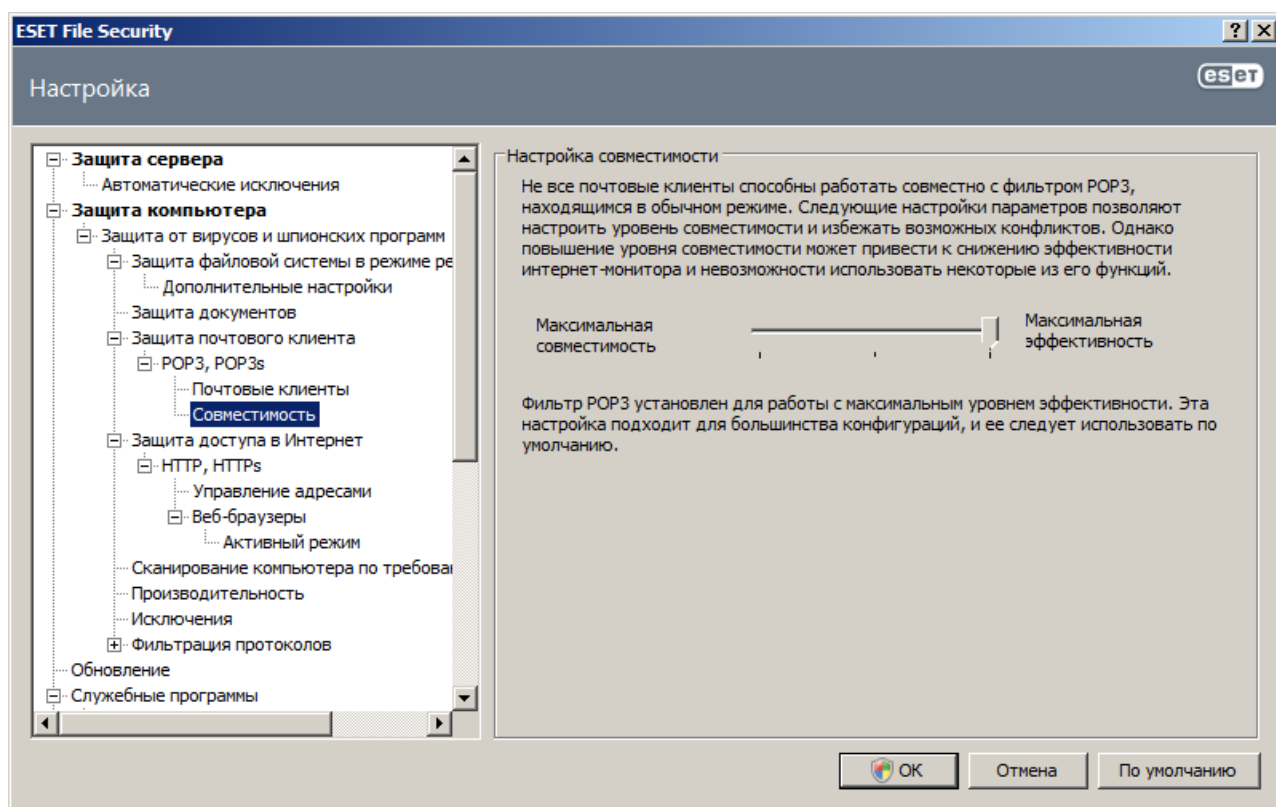 ESET File Security
Настройка
eset
Защита сервера
Автоматические исключения
Защита компьютера
Защита от вирусов и шпионских программ
Защита файловой системы в режиме ре
Дополнительные настройки
Защита документов
Защита почтового клиента
POP3, POP3s
Почтовые клиенты
Совместимость
Защита доступа в Интернет
HTTP, HTTPs
Управление адресами
Веб-браузеры
Активный режим
Сканирование компьютера по требова
Производительность
Исключения
Фильтрация протоколов
Обновление
Служебные программы
Настройка совместимости
Не все почтовые клиенты способны работать совместно с фильтром POP3,
находящимся в обычном режиме. Следующие настройки параметров позволяют
настроить уровень совместимости и избежать возможных конфликтов. Однако
повышение уровня совместимости может привести к снижению эффективности
интернет-монитора и невозможности использовать некоторые из его функций.
Максимальная
совместимость
Максимальная
эффективность
Фильтр POP3 установлен для работы с максимальным уровнем эффективности. Эта
настройка подходит для большинства конфигураций, и ее следует использовать по
умолчанию.
OK
Отмена
По умолчанию